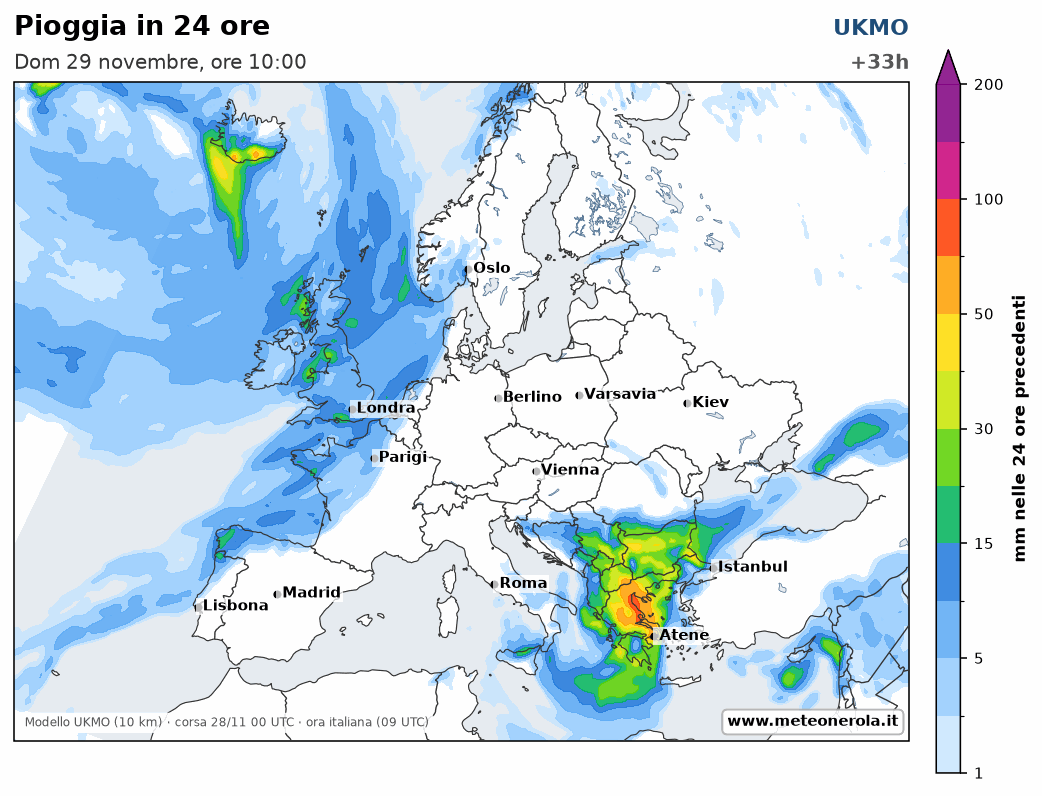 Pioggia in 24 ore
UKMO
Dom 29 novembre, ore 10:00
+33h
200
100
50
30
15
5
1
mm nelle 24 ore precedenti
Oslo
Londra
Berlino
Varsavia
Kiev
Parigi
Vienna
Istanbul
Roma
Madrid
Lisbona
Atene
Modello UKMO (10 km) · corsa 28/11 00 UTC · ora italiana (09 UTC)
www.meteonerola.it